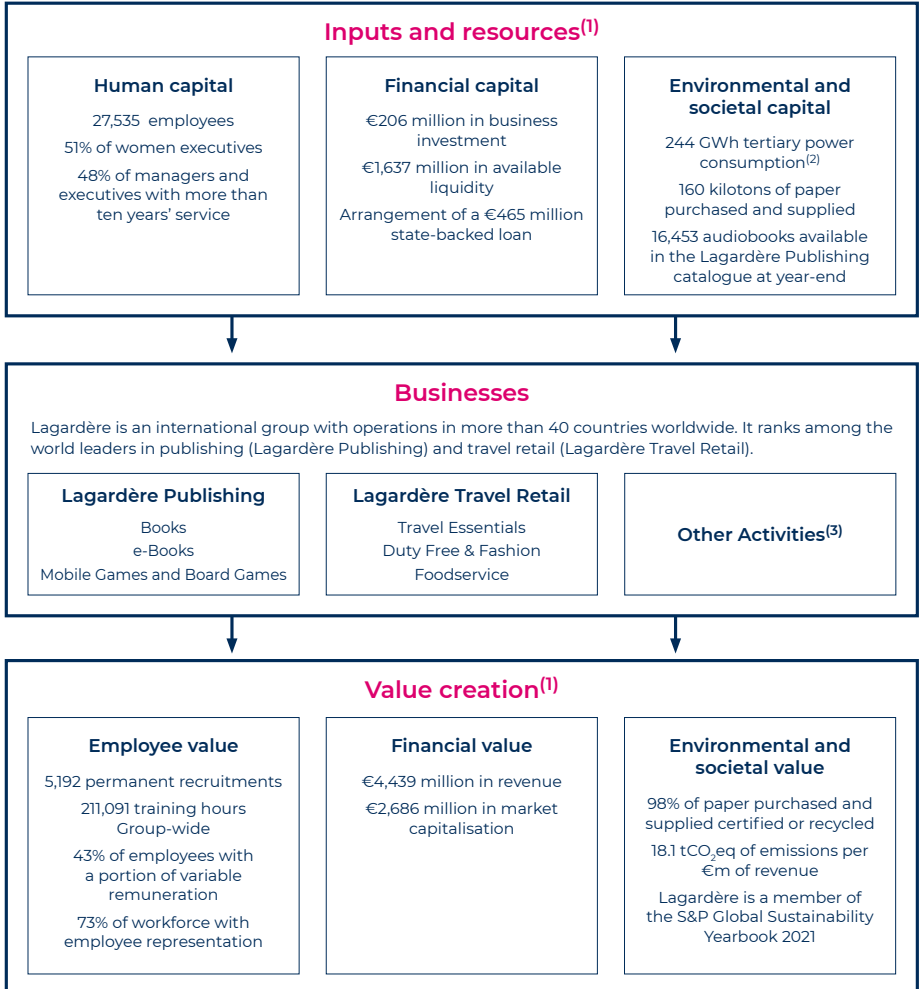 Inputs and resources(1)
Human capital
27,535 employees
51% of women executives
48% of managers and
executives with more than
ten years’ service
Financial capital
€206 million in business
investment
€1,637 million in available
liquidity
Arrangement of a €465 million
state-backed loan
Environmental and
societal capital
244 GWh tertiary power
consumption(2)
160 kilotons of paper
purchased and supplied
16,453 audiobooks available
in the Lagardère Publishing
catalogue at year-end
Businesses
Lagardère is an international group with operations in more than 40 countries worldwide. It ranks among the
world leaders in publishing (Lagardère Publishing) and travel retail (Lagardère Travel Retail).
Lagardère Publishing
Books
e-Books
Mobile Games and Board Games
Lagardère Travel Retail
Travel Essentials
Duty Free & Fashion
Foodservice
Other Activities(3)
Value creation(1)
Employee value
5,192 permanent recruitments
211,091 training hours
Group-wide
43% of employees with
a portion of variable
remuneration
73% of workforce with
employee representation
Financial value
€4,439 million in revenue
€2,686 million in market
capitalisation
Environmental and
societal value
98% of paper purchased and
supplied certified or recycled
18.1 tCO2eq of emissions per
€m of revenue
Lagardère is a member of
the S&P Global Sustainability
Yearbook 2021